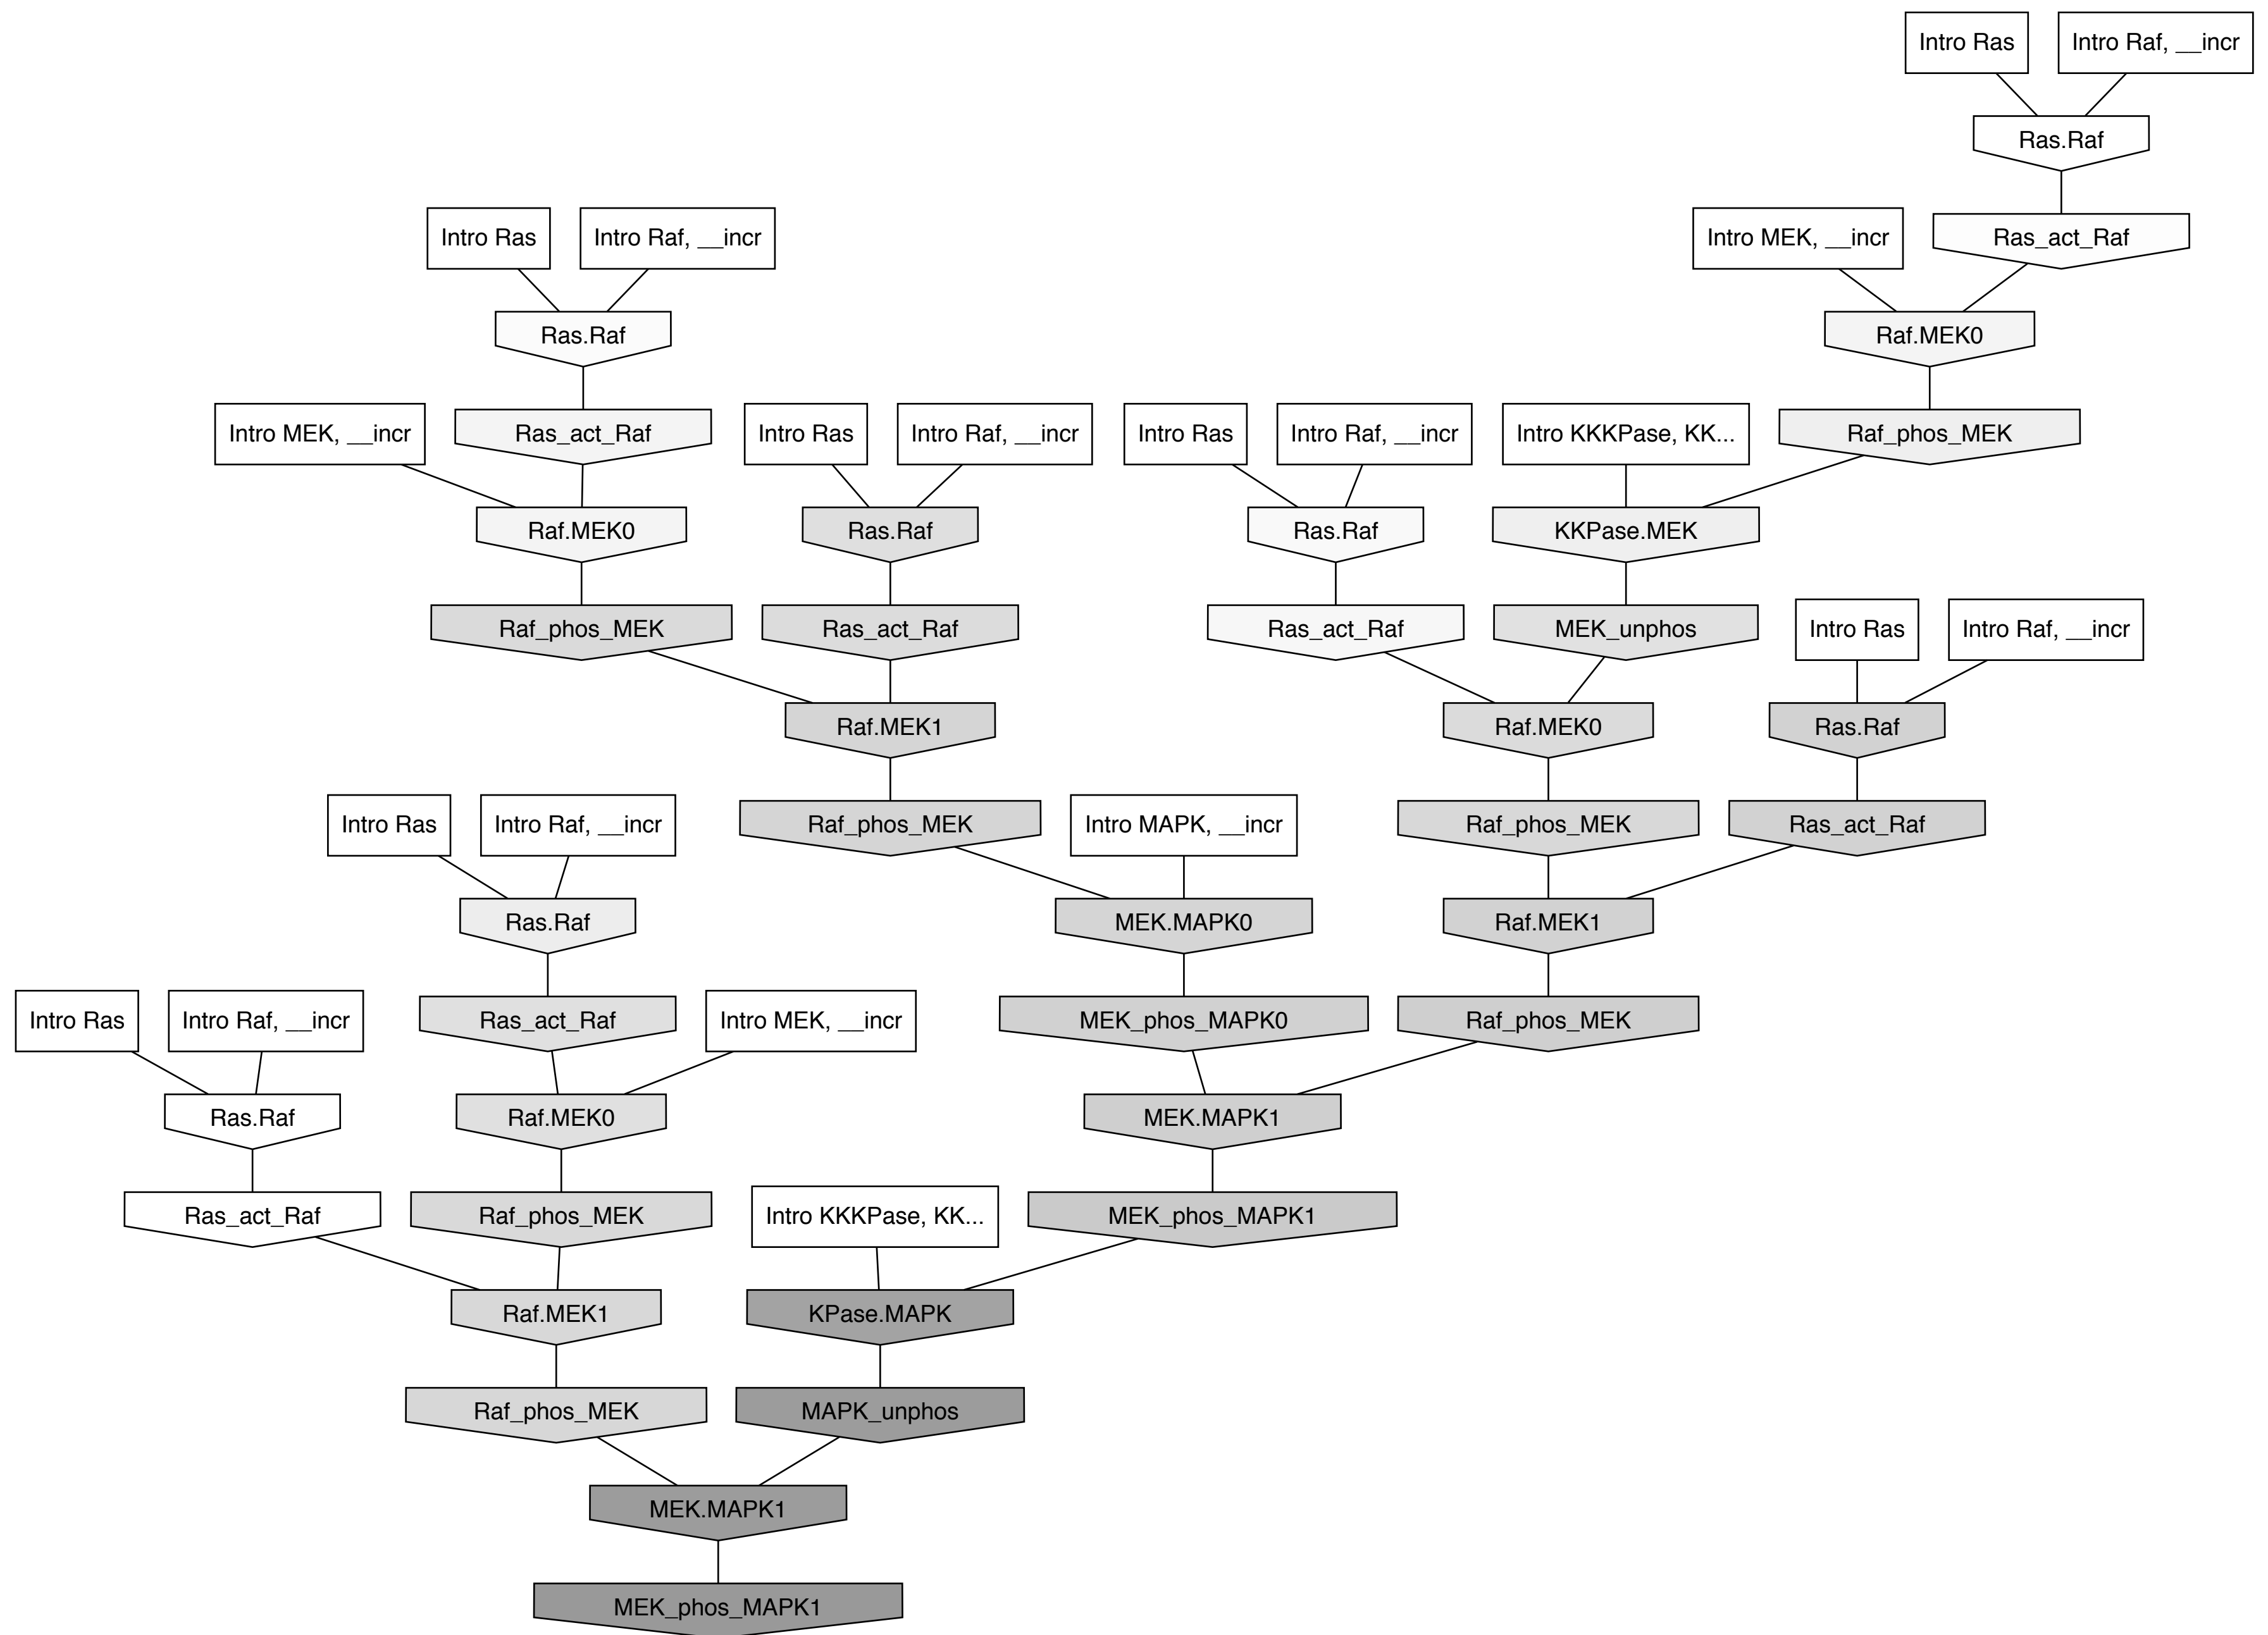 Intro Ras
Intro Raf, __incr
Ras.Raf
Intro Ras
Intro Raf, __incr
Intro MEK, __incr
Ras_act_Raf
Ras.Raf
Raf.MEK0
Intro MEK, __incr
Ras_act_Raf
Intro Ras
Intro Raf, __incr
Intro Ras
Intro Raf, __incr
Intro KKKPase, KK...
Raf_phos_MEK
Raf.MEK0
Ras.Raf
Ras.Raf
KKPase.MEK
Raf_phos_MEK
Ras_act_Raf
Ras_act_Raf
MEK_unphos
Intro Ras
Intro Raf, __incr
Raf.MEK1
Raf.MEK0
Ras.Raf
Intro Ras
Intro Raf, __incr
Raf_phos_MEK
Intro MAPK, __incr
Raf_phos_MEK
Ras_act_Raf
Ras.Raf
MEK.MAPK0
Raf.MEK1
Intro Ras
Intro Raf, __incr
Ras_act_Raf
Intro MEK, __incr
MEK_phos_MAPK0
Raf_phos_MEK
Ras.Raf
Raf.MEK0
MEK.MAPK1
Ras_act_Raf
Raf_phos_MEK
Intro KKKPase, KK...
MEK_phos_MAPK1
Raf.MEK1
KPase.MAPK
Raf_phos_MEK
MAPK_unphos
MEK.MAPK1
MEK_phos_MAPK1